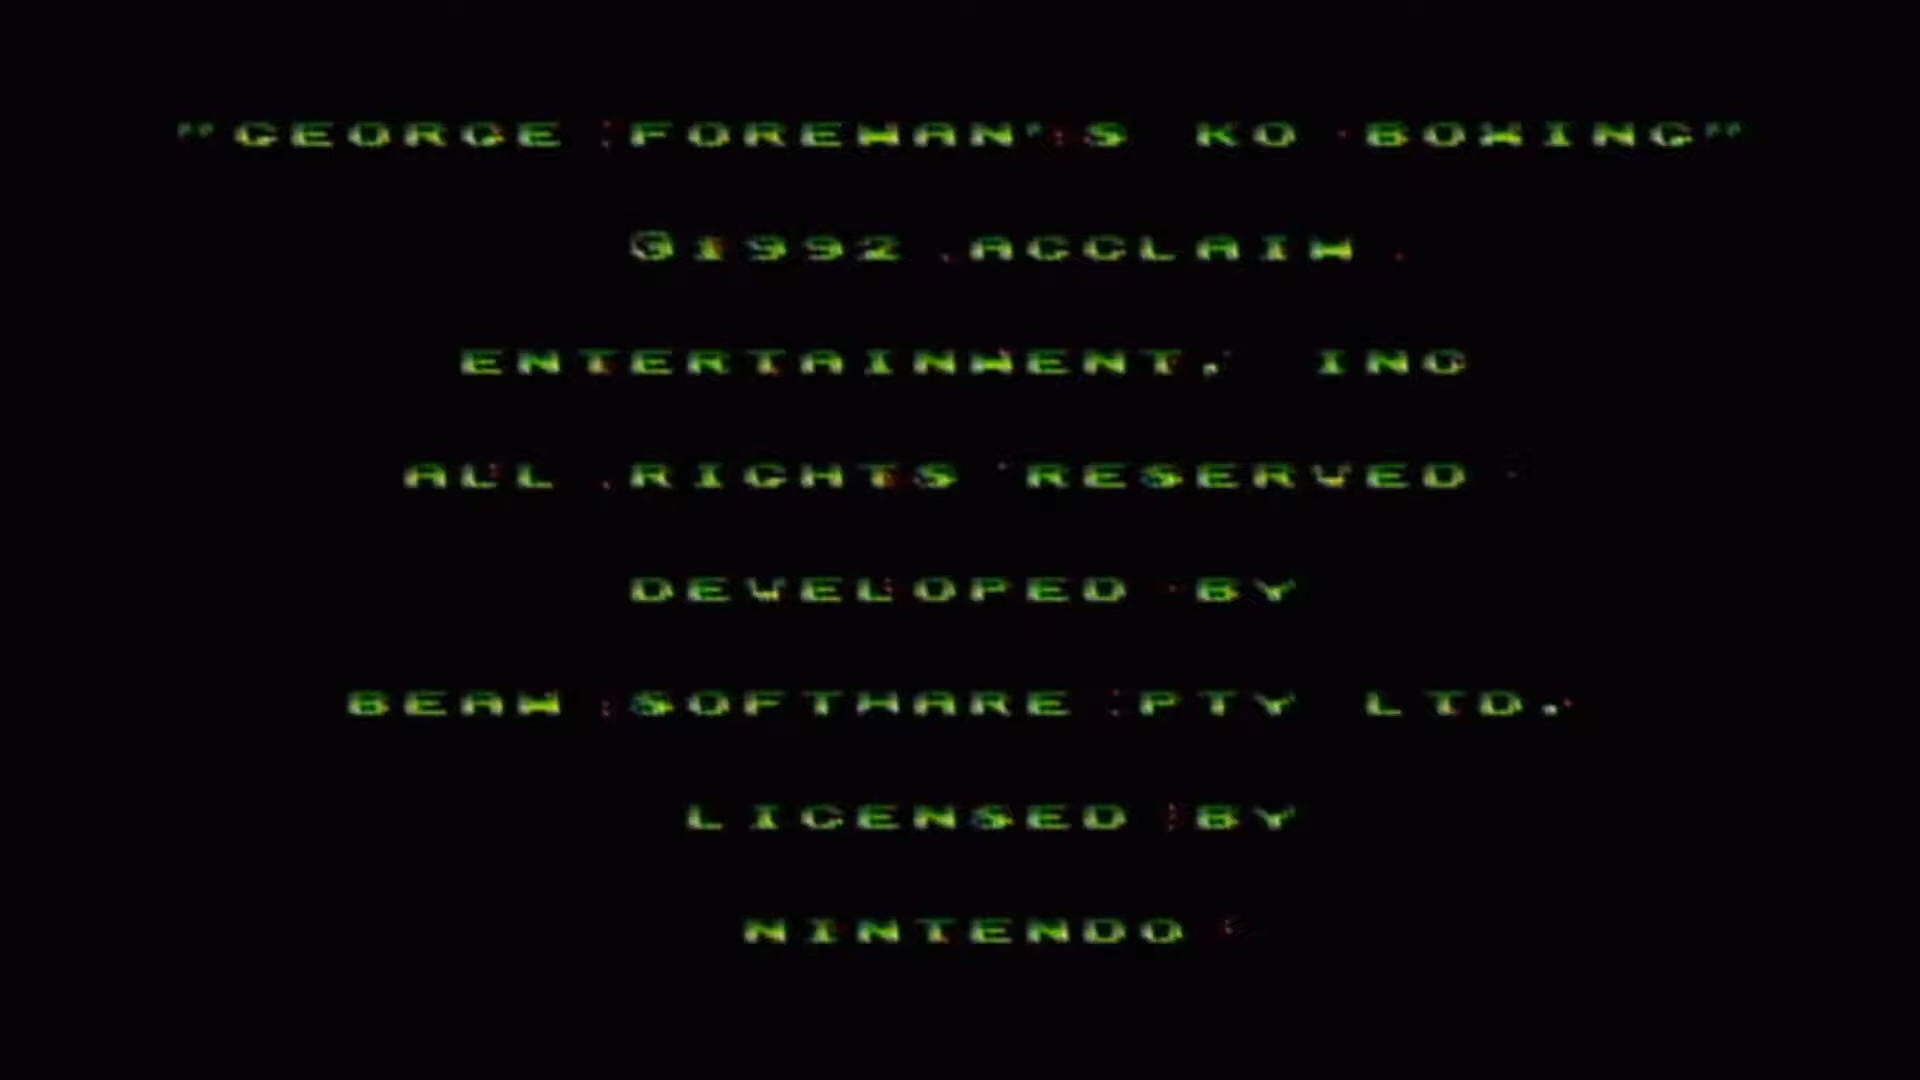 "GEORGE FOREMAN'S KO BOXING"
©1992 ACCLAIM
ENTERTAINMENT, INC
ALL RIGHTS RESERVED
DEVELOPED BY
BEAM SOFTWARE PTY LTD.
LICENSED BY
NINTENDO